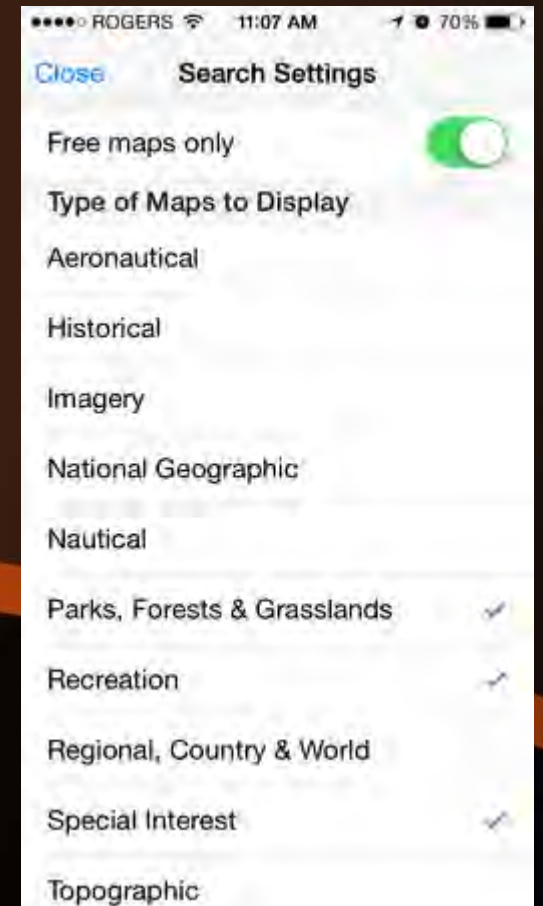 ROGERS 11:07 AM 70%
Close Search Settings
Free maps only
Type of Maps to Display
Aeronautical
Historical
Imagery
National Geographic
Nautical
Parks, Forests & Grasslands
Recreation
Regional, Country & World
Special Interest
Topographic